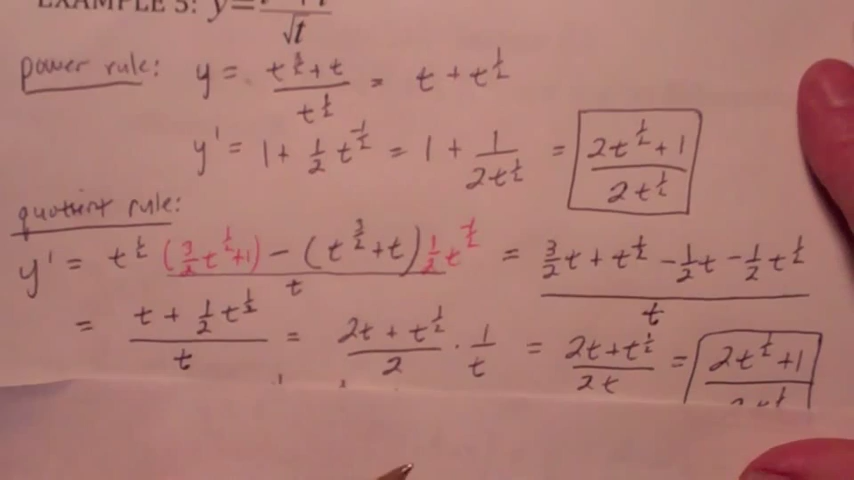 EXAMPLE 5: y =
√t
power rule: y = (t^(3/2) + t)/t^(1/2) = t + t^(1/2)
y' = 1 + 1/2 t^(-1/2) = 1 + 1/(2t^(1/2)) = (2t^(1/2) + 1)/(2t^(1/2))
quotient rule:
y' = (t^(1/2) (3/2 t^(1/2) + 1) - (t^(3/2) + t) 1/2 t^(-1/2))/t = (3/2 t + t^(1/2) - 1/2 t - 1/2 t^(1/2))/t
= (t + 1/2 t^(1/2))/t = (2t + t^(1/2))/2 · 1/t = (2t + t^(1/2))/(2t) = 2t^(1/2) + 1